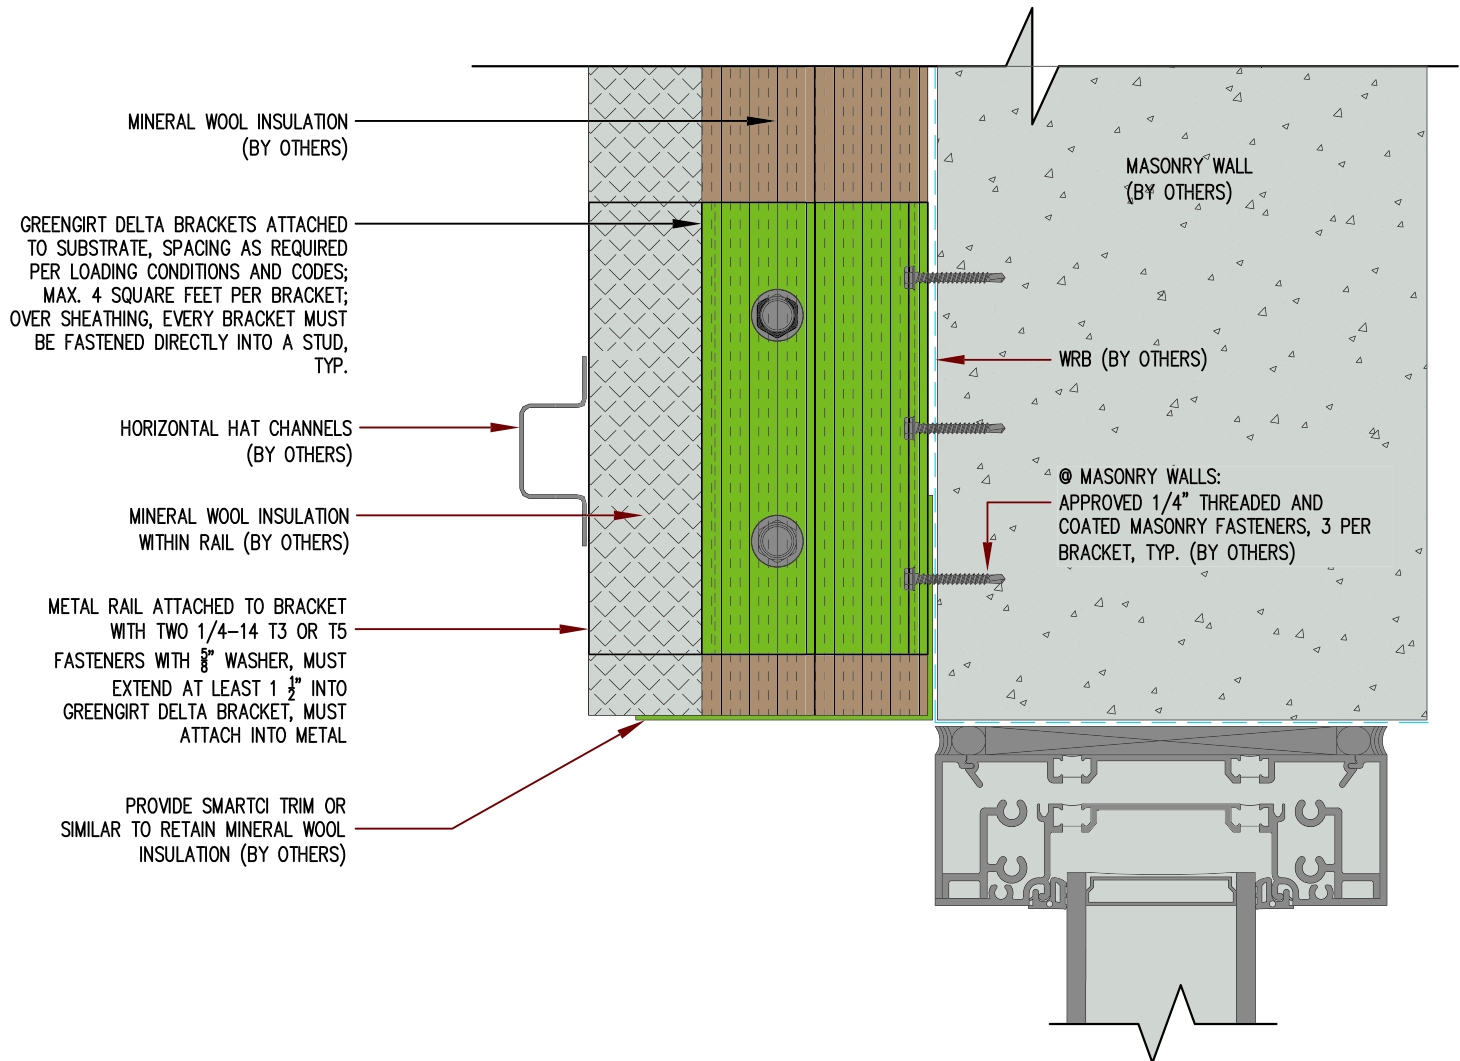 MINERAL WOOL INSULATION
(BY OTHERS)
GREENGIRT DELTA BRACKETS ATTACHED
TO SUBSTRATE, SPACING AS REQUIRED
PER LOADING CONDITIONS AND CODES;
MAX. 4 SQUARE FEET PER BRACKET;
OVER SHEATHING, EVERY BRACKET MUST
BE FASTENED DIRECTLY INTO A STUD,
TYP.
HORIZONTAL HAT CHANNELS
(BY OTHERS)
MINERAL WOOL INSULATION
WITHIN RAIL (BY OTHERS)
METAL RAIL ATTACHED TO BRACKET
WITH TWO 1/4-14 T3 OR T5
FASTENERS WITH 5/8" WASHER, MUST
EXTEND AT LEAST 1 1/2" INTO
GREENGIRT DELTA BRACKET, MUST
ATTACH INTO METAL
PROVIDE SMARTCI TRIM OR
SIMILAR TO RETAIN MINERAL WOOL
INSULATION (BY OTHERS)
MASONRY WALL
(BY OTHERS)
WRB (BY OTHERS)
@ MASONRY WALLS:
APPROVED 1/4" THREADED AND
COATED MASONRY FASTENERS, 3 PER
BRACKET, TYP. (BY OTHERS)